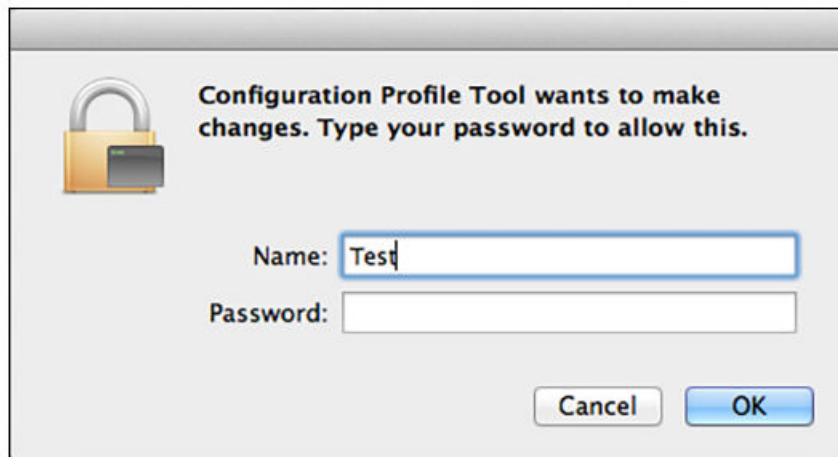 Configuration Profile Tool wants to make
changes. Type your password to allow this.
Name: Test
Password:
Cancel OK